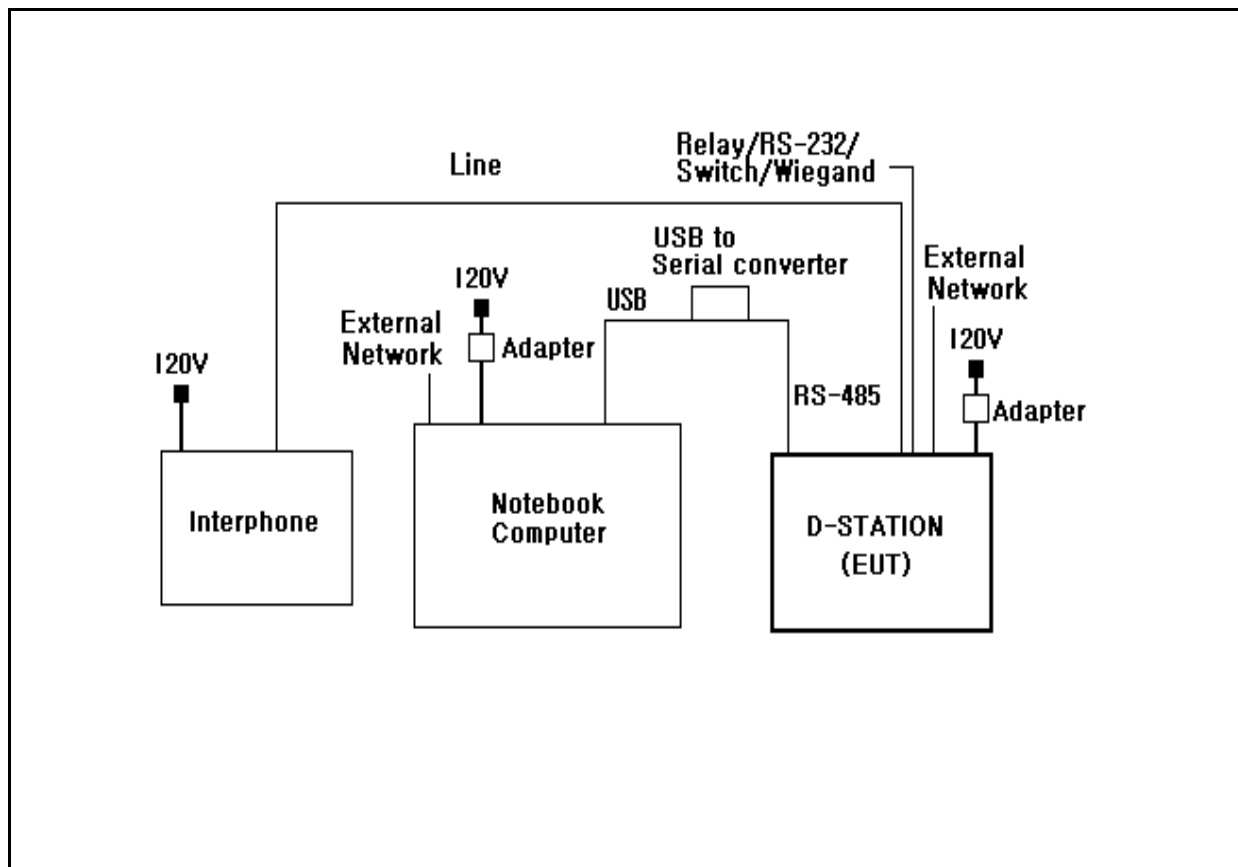 Relay/RS-232/
Switch/Wiegand
Line
USB to
Serial converter
External
Network
120V
USB
External
Network
Adapter
120V
120V
RS-485
Adapter
Interphone
Notebook
Computer
D-STATION
(EUT)